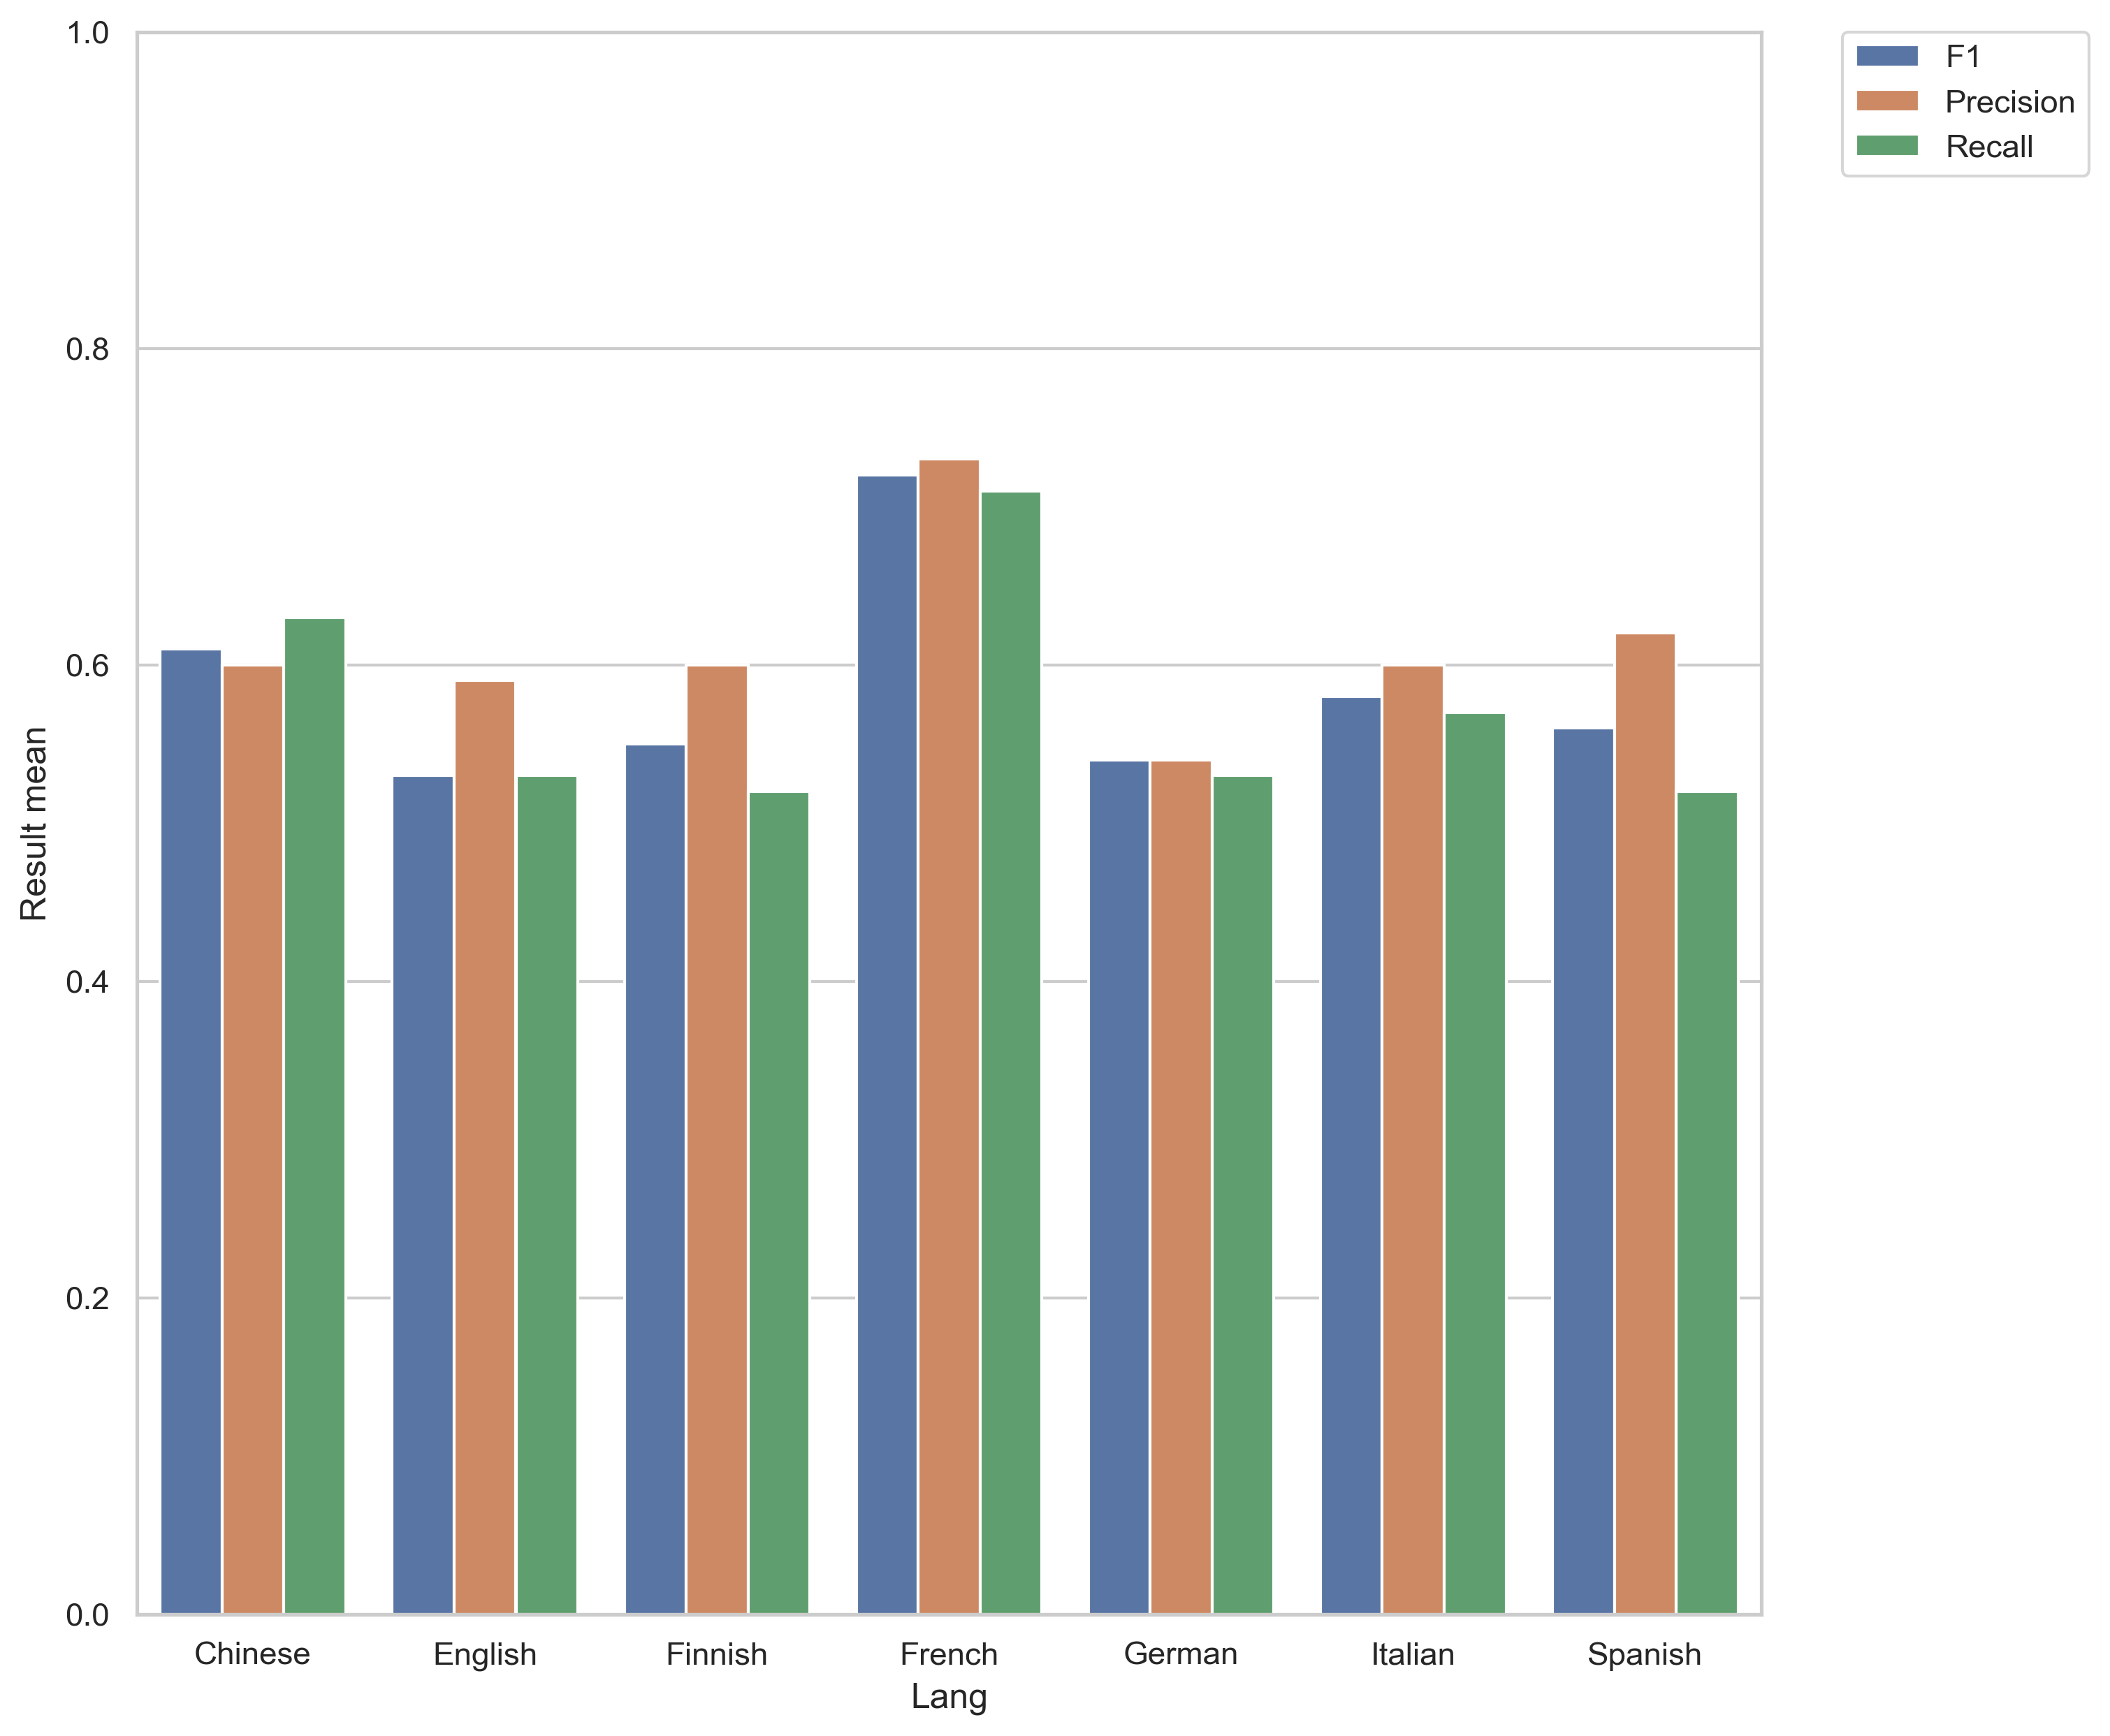 F1
Precision
Recall
1.0
0.8
0.6
0.4
0.2
0.0
Result mean
Chinese English Finnish French German Italian Spanish
Lang